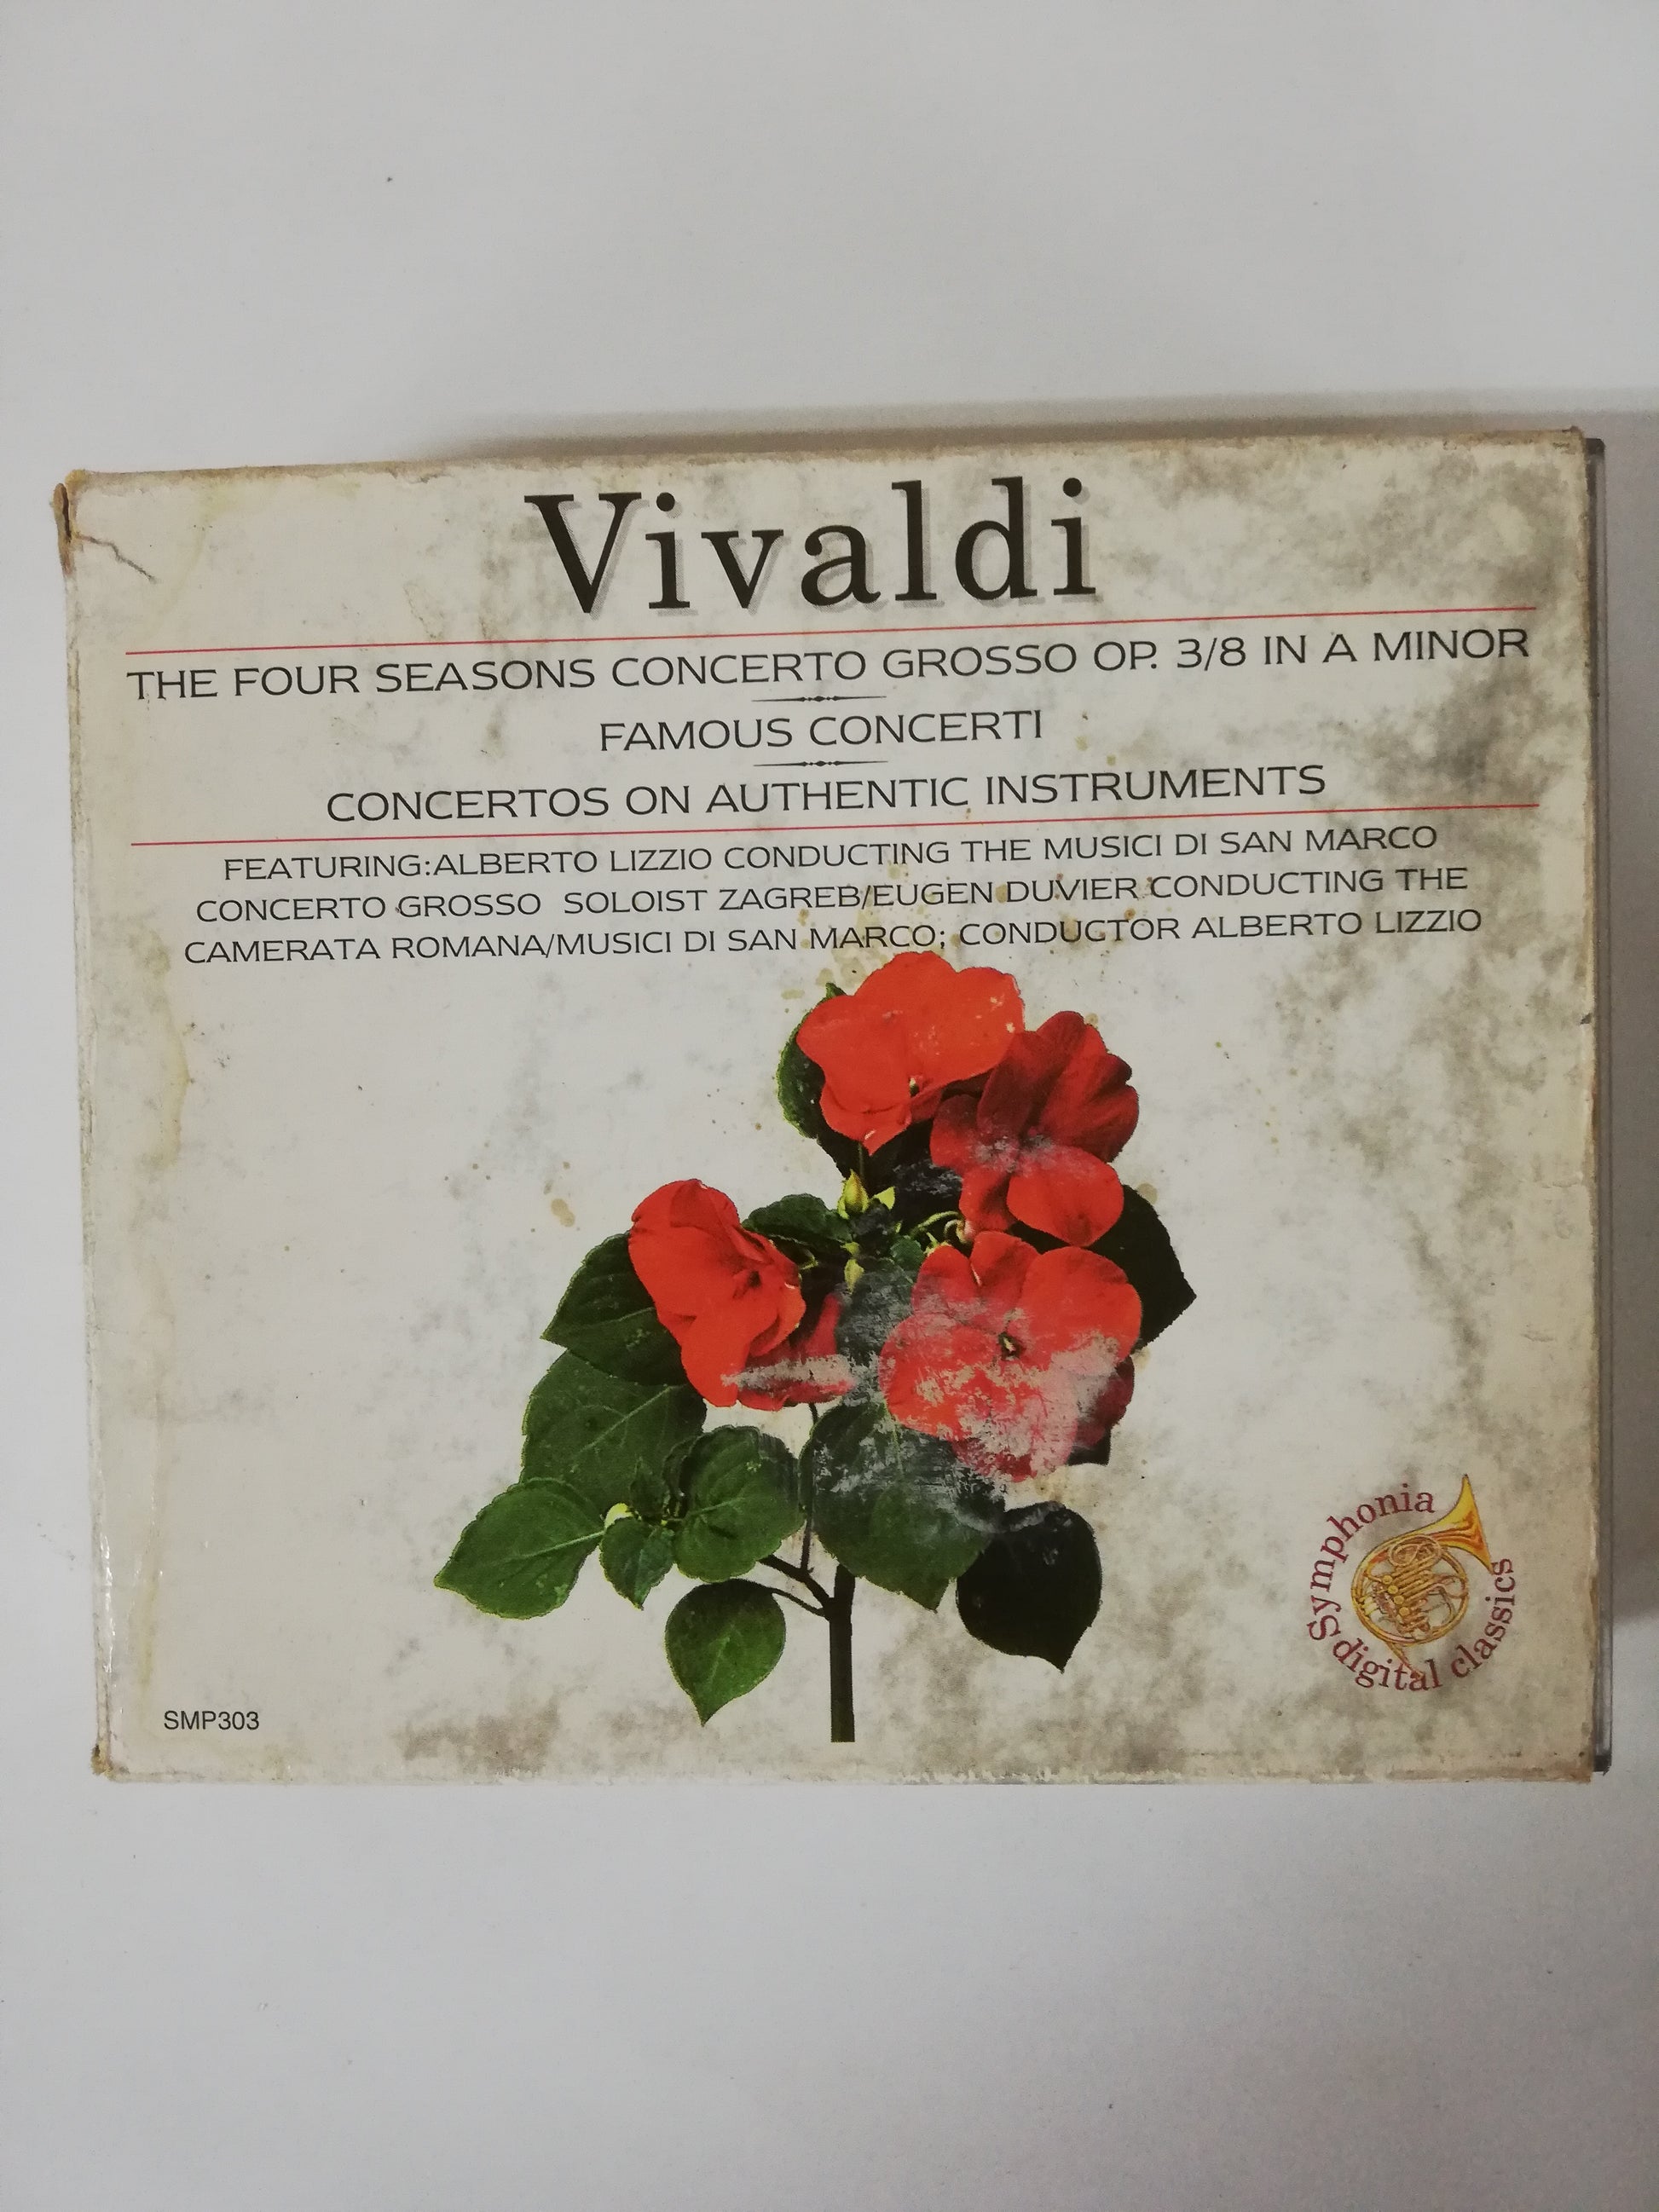 Vivaldi
THE FOUR SEASONS CONCERTO GROSSO OP. 3/8 IN A MINOR
FAMOUS CONCERTI
CONCERTOS ON AUTHENTIC INSTRUMENTS
FEATURING:ALBERTO LIZZIO CONDUCTING THE MUSICI DI SAN MARCO
CONCERTO GROSSO SOLOIST ZAGREB/EUGEN DUVIER CONDUCTING THE
CAMERATA ROMANA/MUSICI DI SAN MARCO; CONDUCTOR ALBERTO LIZZIO
Symphonia
digital classics
SMP303